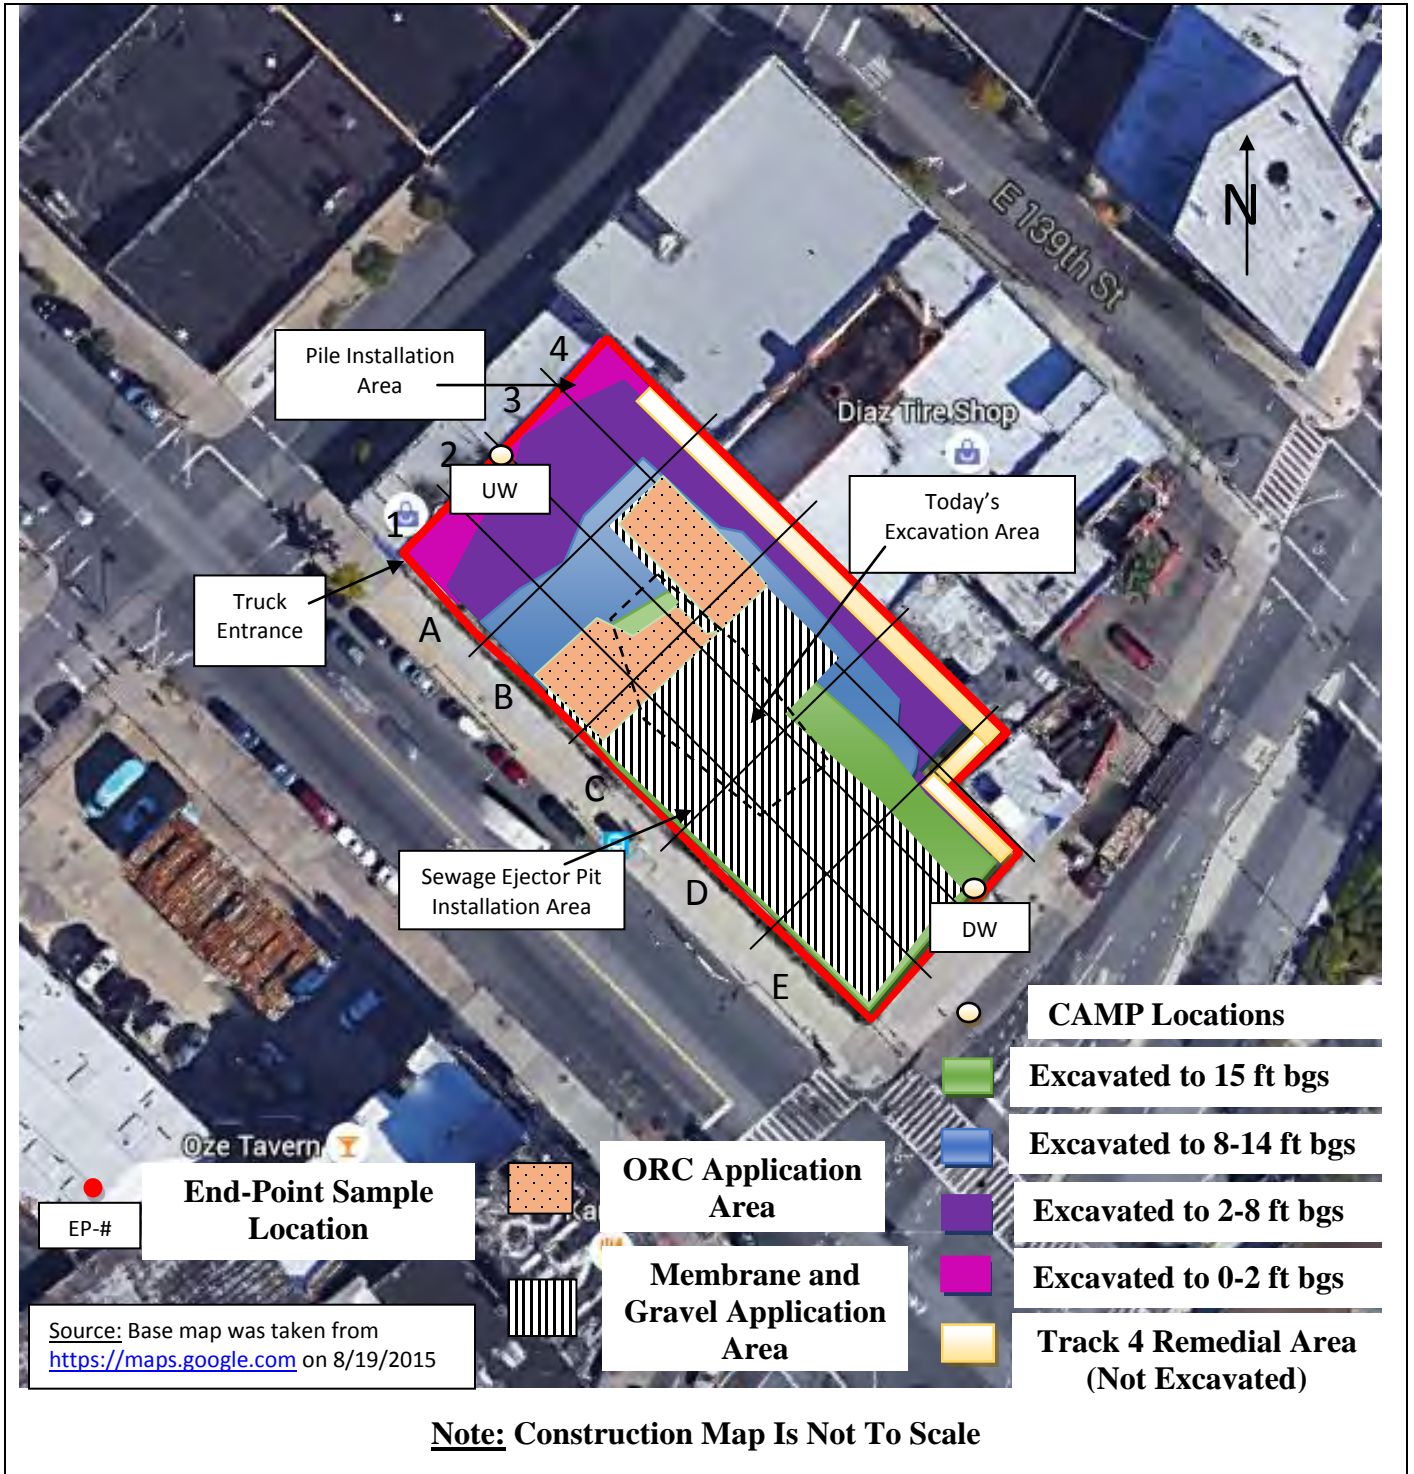 E 139th St
N
Pile Installation
Area
4
3
Diaz Tire Shop
2
UW
Today's
Excavation Area
1
Truck
Entrance
A
B
C
Sewage Ejector Pit
Installation Area
D
DW
E
CAMP Locations
Excavated to 15 ft bgs
Excavated to 8-14 ft bgs
Oze Tavern
End-Point Sample
Location
EP-#
ORC Application
Area
Excavated to 2-8 ft bgs
Membrane and
Gravel Application
Area
Excavated to 0-2 ft bgs
Source: Base map was taken from
https://maps.google.com on 8/19/2015
Track 4 Remedial Area
(Not Excavated)
Note: Construction Map Is Not To Scale